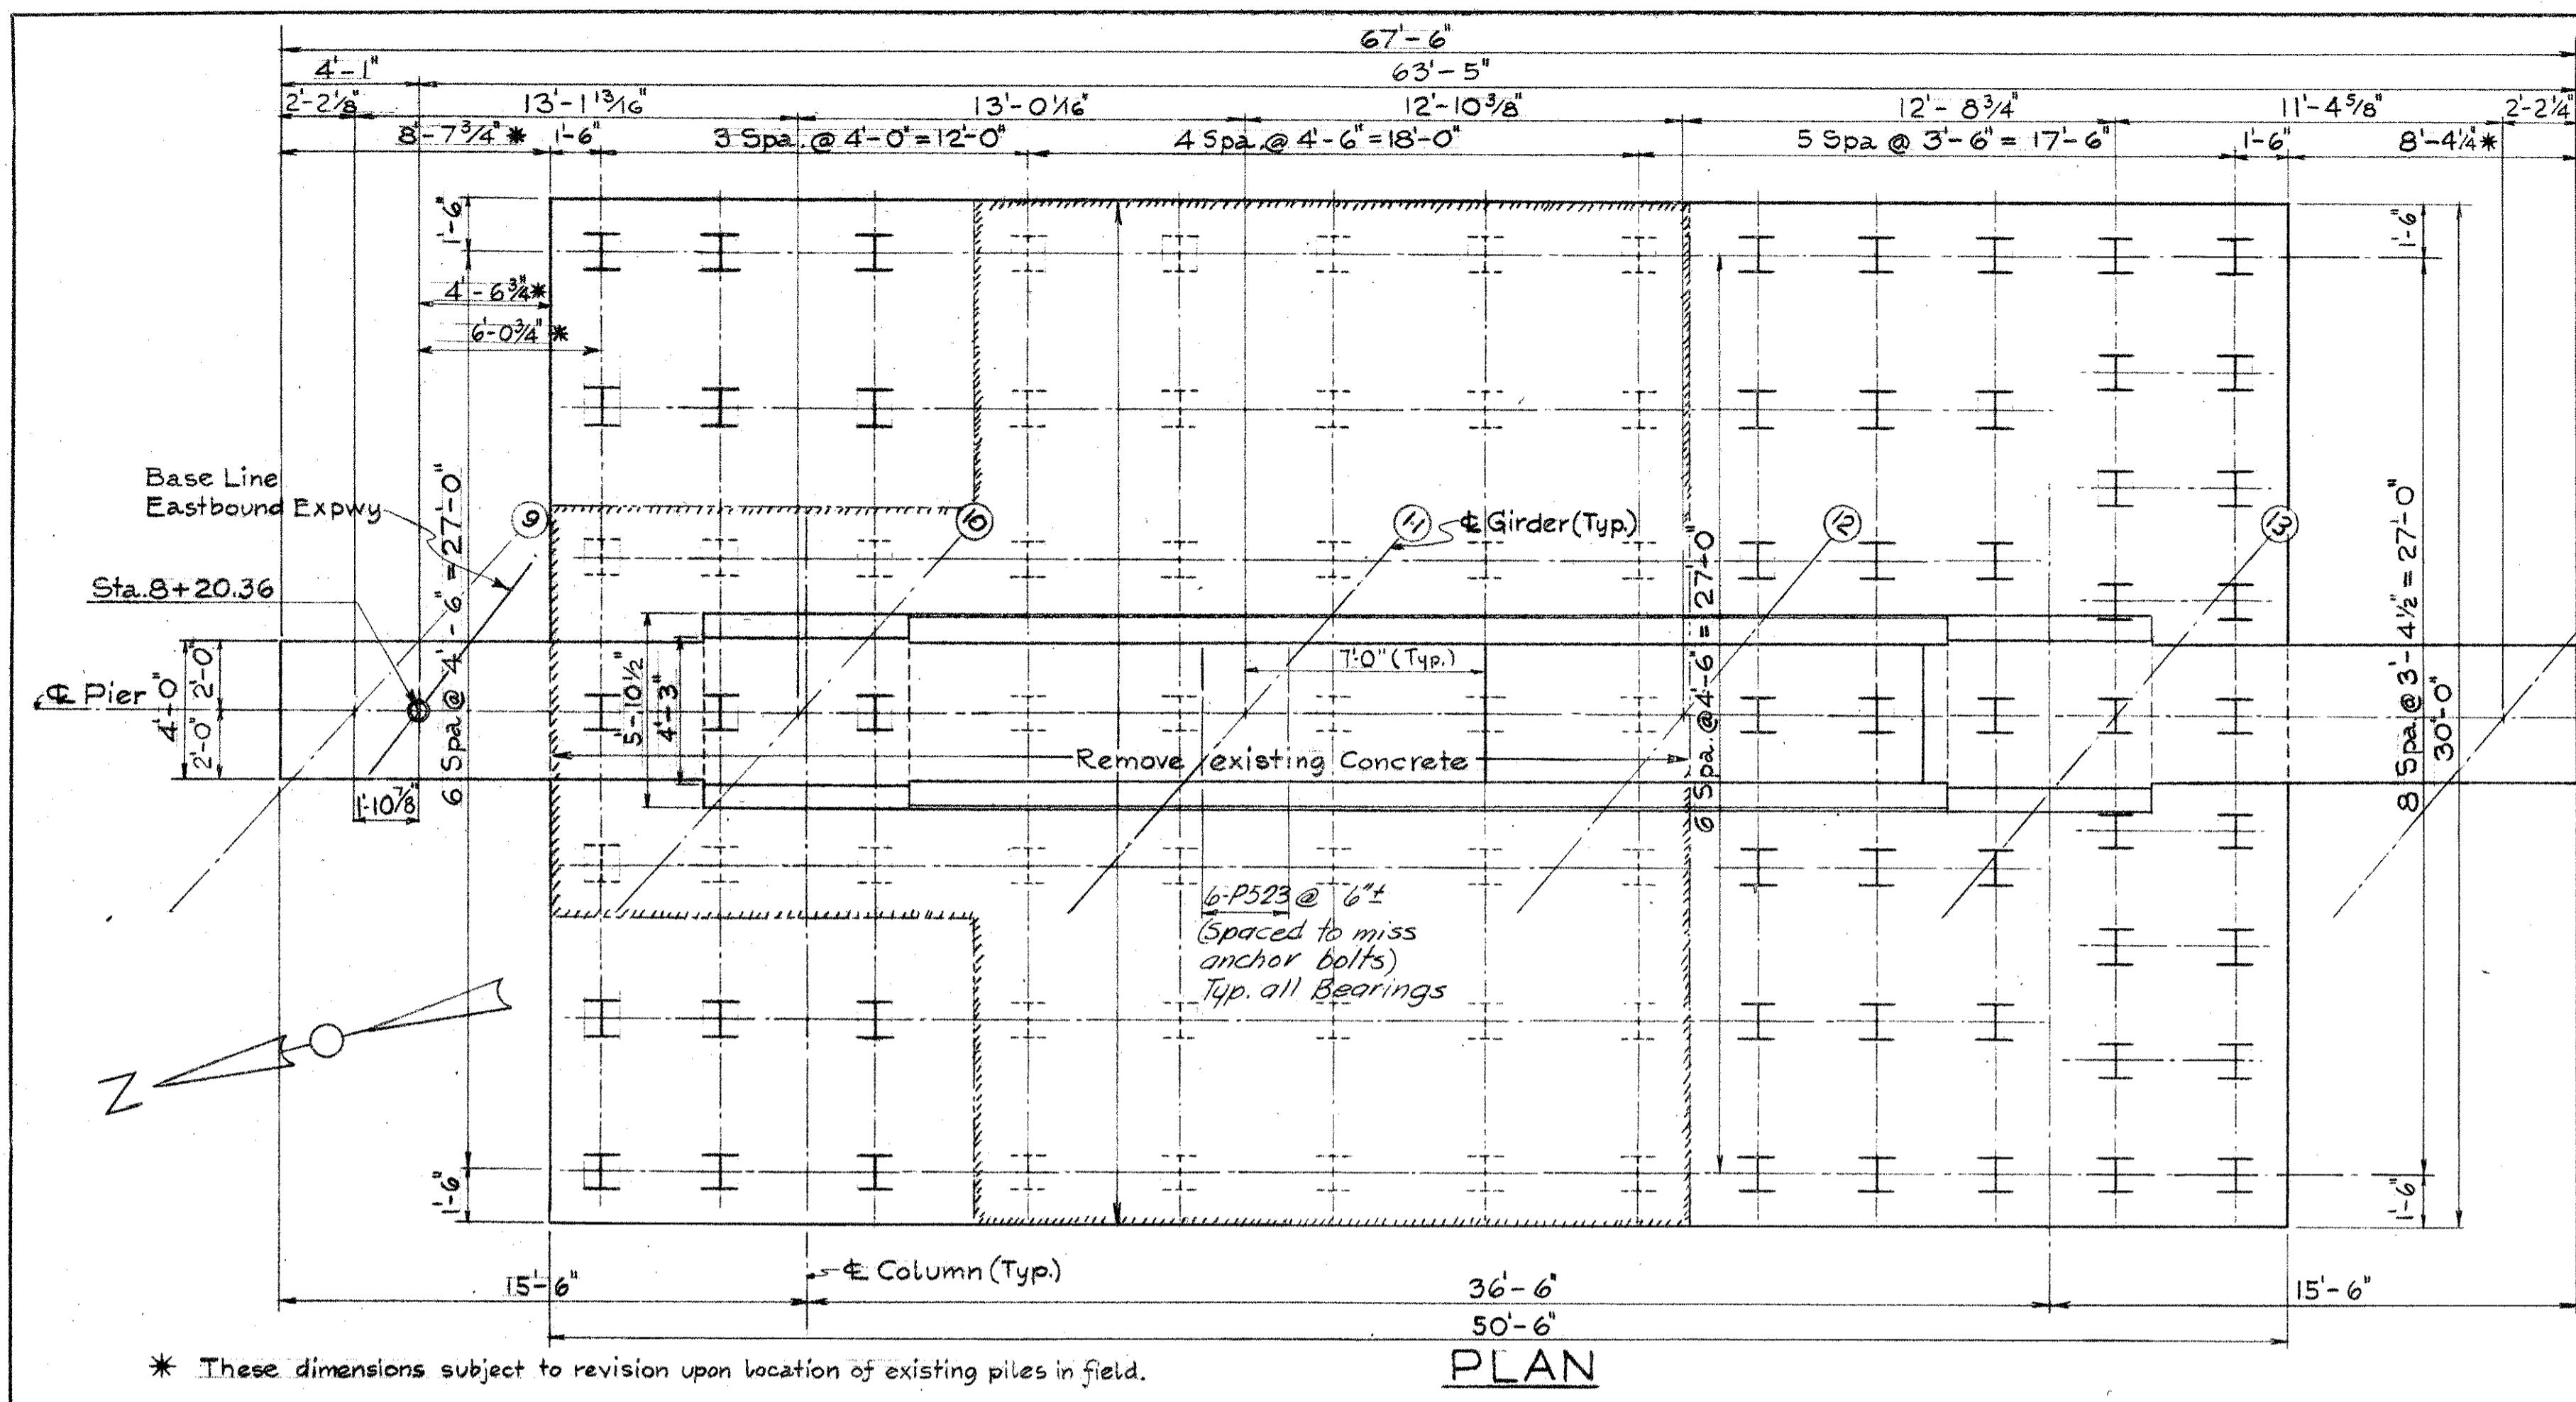 67'-6"
4'-1"
63'-5"
2'-2⅛"
13'-1 13/16"
13'-0 1/16"
12'-10⅜"
12'-8¾"
11'-4⅝"
2'-2¼"
8'-7¾"*
1'-6"
3 Spa. @ 4'-0" = 12'-0"
4 Spa. @ 4'-6" = 18'-0"
5 Spa @ 3'-6" = 17'-6"
1'-6"
8'-4¼"*
1'-6"
1'-6"
4'-6¾"*
6'-0¾"*
Base Line
Eastbound Expwy
9
10
11
12
13
℄ Girder (Typ.)
Sta. 8+20.36
6 Spa @ 4'-6" = 27'-0"
6 Spa. @ 4'-6" = 27'-0"
8 Spa. @ 3'-4½" = 27'-0"
30'-0"
℄ Pier
4'-0"
2'-0"
2'-0"
5'-10½"
4'-3"
7'-0" (Typ.)
Remove existing Concrete
1'-10⅞"
6-P523 @ 6"±
(Spaced to miss
anchor bolts)
Typ. all Bearings
N
1'-6"
1'-6"
℄ Column (Typ.)
15'-6"
36'-6"
15'-6"
50'-6"
* These dimensions subject to revision upon location of existing piles in field.
PLAN